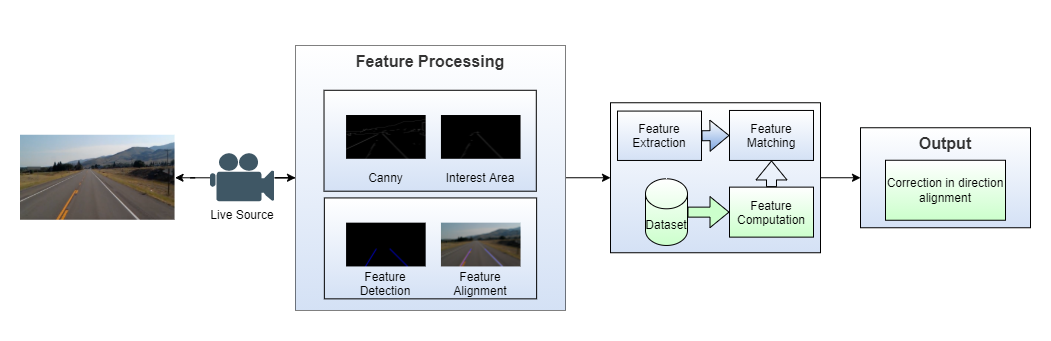 Live Source
Feature Processing
Canny
Interest Area
Feature
Detection
Feature
Alignment
Feature
Extraction
Feature
Matching
Dataset
Feature
Computation
Output
Correction in direction
alignment